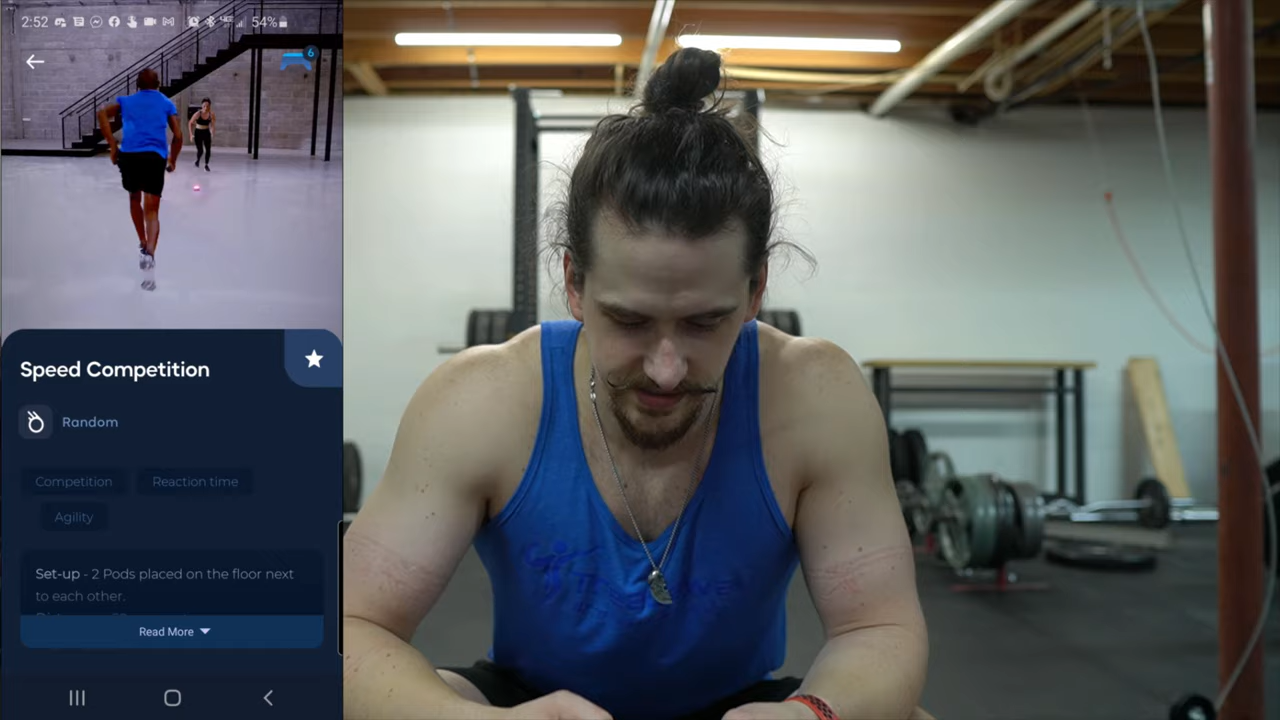 2:52
54%
6
Speed Competition
Random
Competition
Reaction time
Agility
Set-up - 2 Pods placed on the floor next
to each other.
Read More